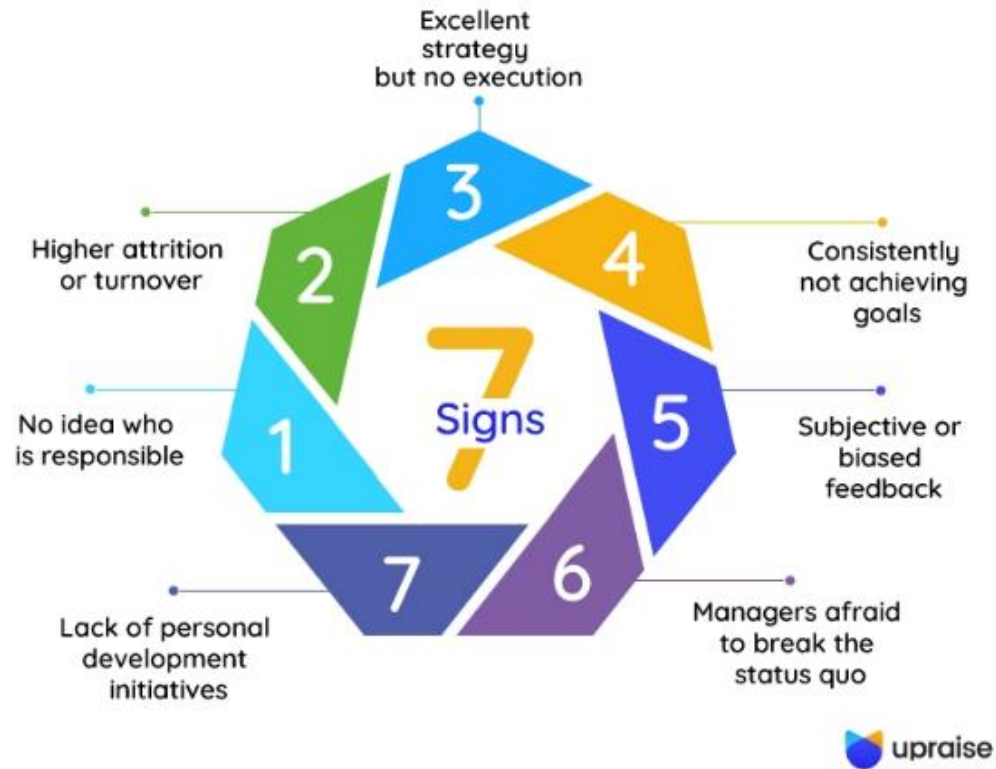 Excellent
strategy
but no execution
3
2
Higher attrition
or turnover
4
Consistently
not achieving
goals
7
Signs
1
No idea who
is responsible
5
Subjective or
biased
feedback
6
Managers afraid
to break the
status quo
7
Lack of personal
development
initiatives
upraise